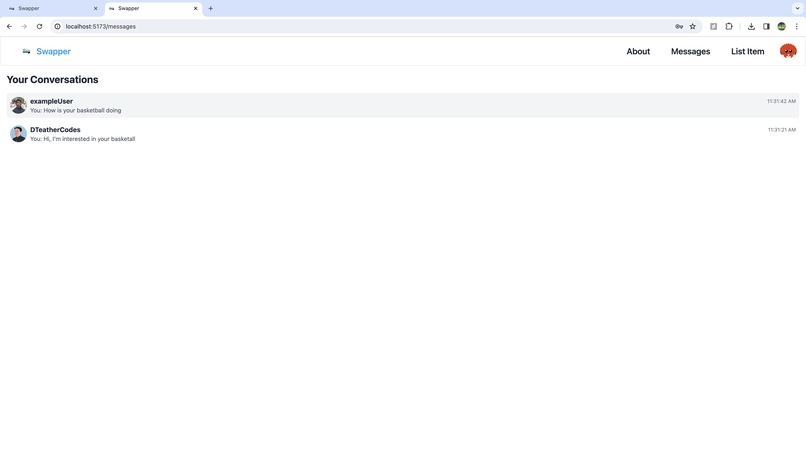 Swapper
Swapper
localhost:5173/messages
Swapper
About
Messages
List Item
Your Conversations
exampleUser
11:31:42 AM
You: How is your basketball doing
DTeatherCodes
11:31:21 AM
You: Hi, I'm interested in your basketall